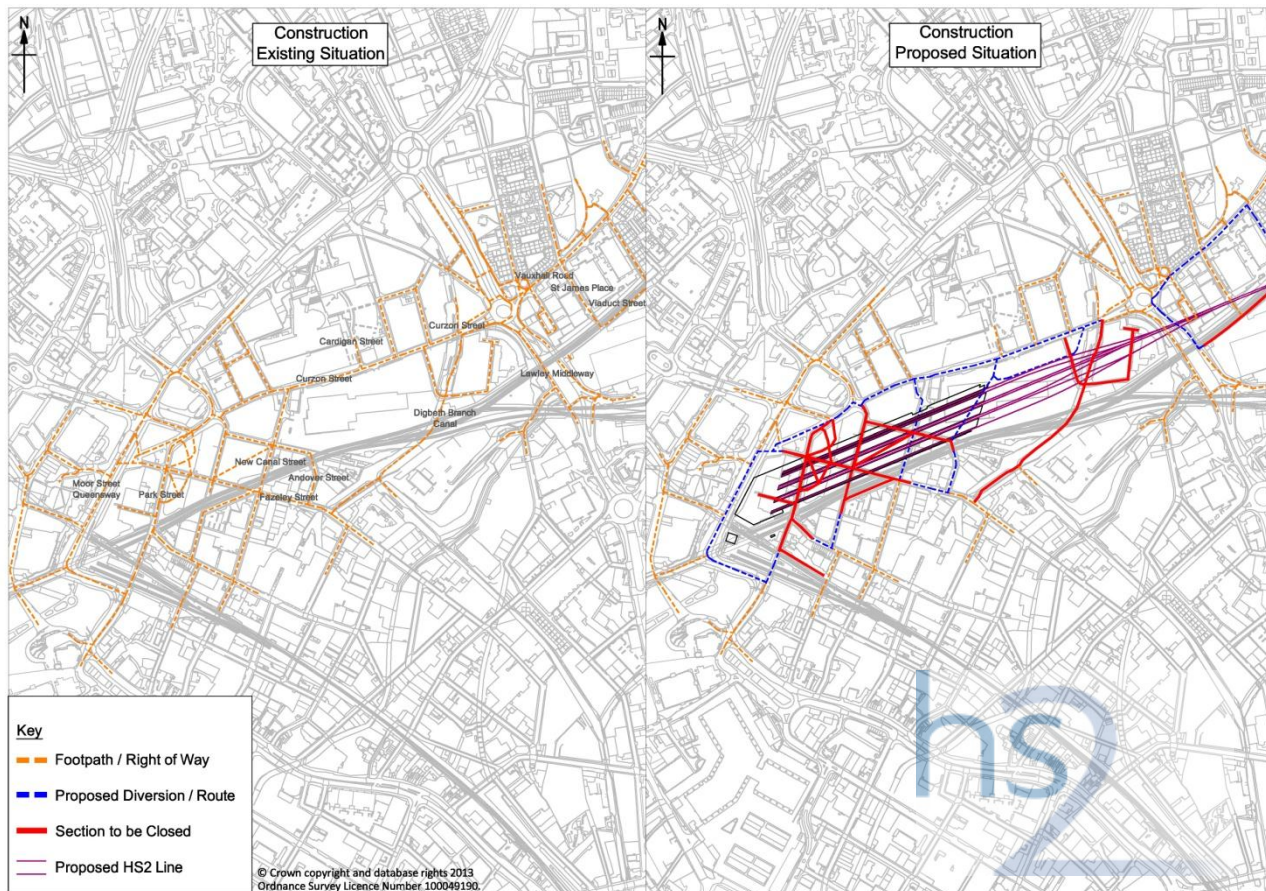 N
Construction
Existing Situation
Vauxhall Road
St James Place
Viaduct Street
Curzon Street
Cardigan Street
Curzon Street
Lawley Middleway
Digbeth Branch
Canal
New Canal Street
Andover Street
Moor Street
Queensway
Park Street
Fazeley Street
Key
Footpath / Right of Way
Proposed Diversion / Route
Section to be Closed
Proposed HS2 Line
© Crown copyright and database rights 2013
Ordnance Survey Licence Number 100049190.
N
Construction
Proposed Situation
hs2